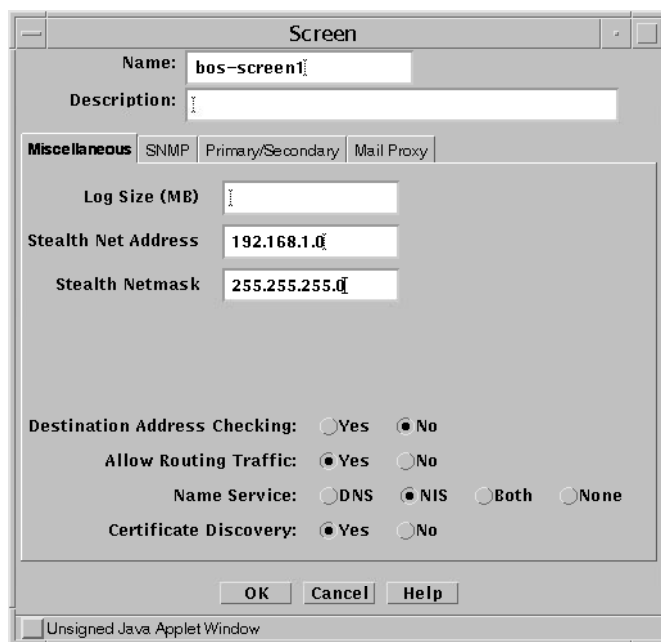 Screen
Name: bos-screen1
Description:
Miscellaneous SNMP Primary/Secondary Mail Proxy
Log Size (MB)
Stealth Net Address 192.168.1.0
Stealth Netmask 255.255.255.0
Destination Address Checking: Yes No
Allow Routing Traffic: Yes No
Name Service: DNS NIS Both None
Certificate Discovery: Yes No
OK Cancel Help
Unsigned Java Applet Window